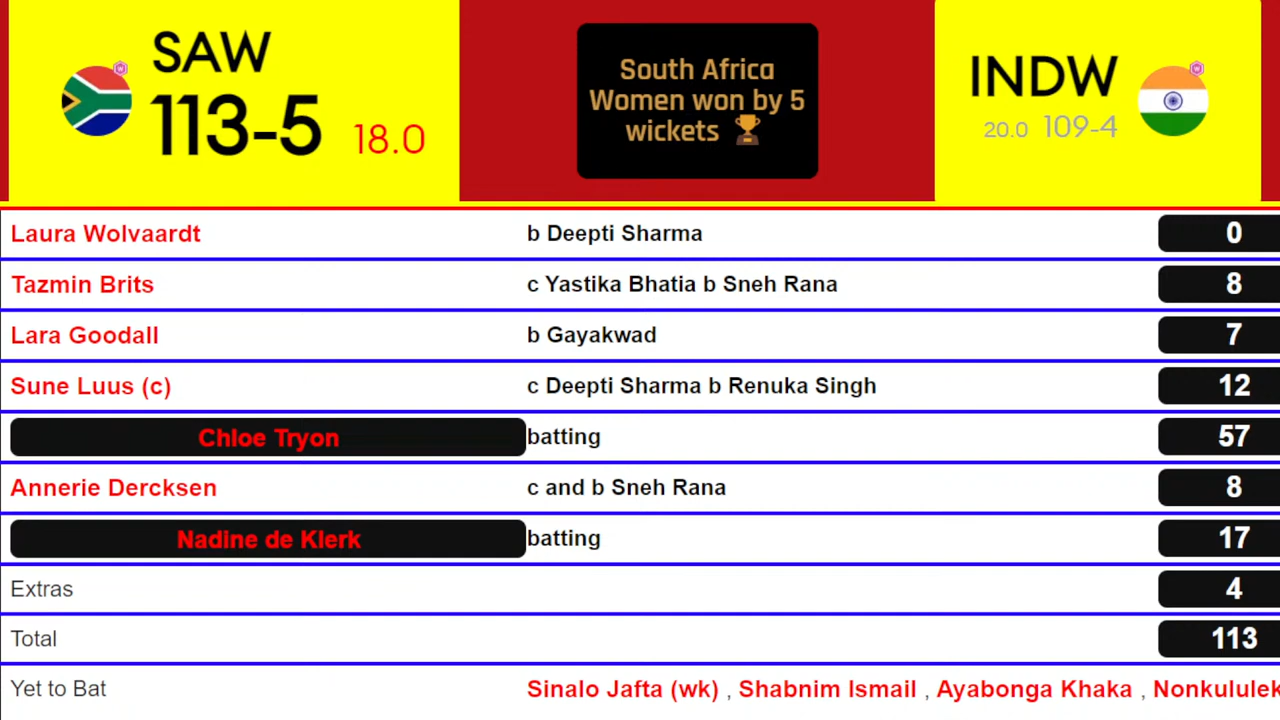 SAW
113-5 18.0
South Africa
Women won by 5
wickets
INDW
20.0 109-4
Laura Wolvaardt b Deepti Sharma 0
Tazmin Brits c Yastika Bhatia b Sneh Rana 8
Lara Goodall b Gayakwad 7
Sune Luus (c) c Deepti Sharma b Renuka Singh 12
Chloe Tryon batting 57
Annerie Dercksen c and b Sneh Rana 8
Nadine de Klerk batting 17
Extras 4
Total 113
Yet to Bat Sinalo Jafta (wk) , Shabnim Ismail , Ayabonga Khaka , Nonkululek